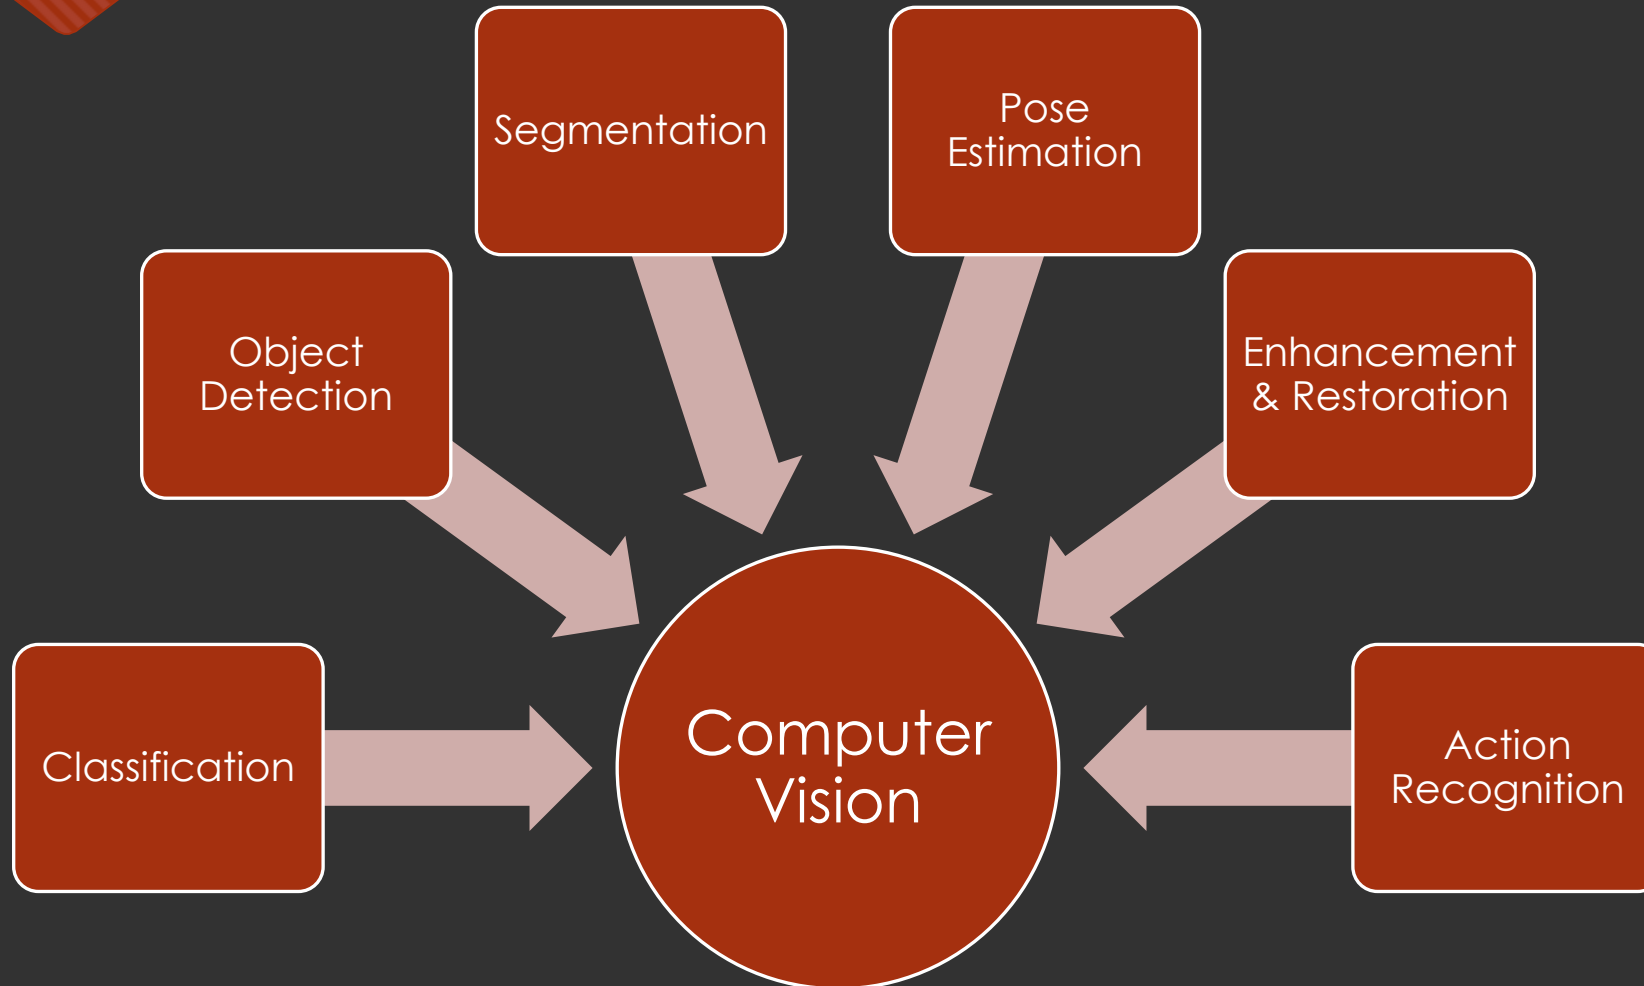 Segmentation
Pose
Estimation
Object
Detection
Enhancement
& Restoration
Classification
Computer
Vision
Action
Recognition